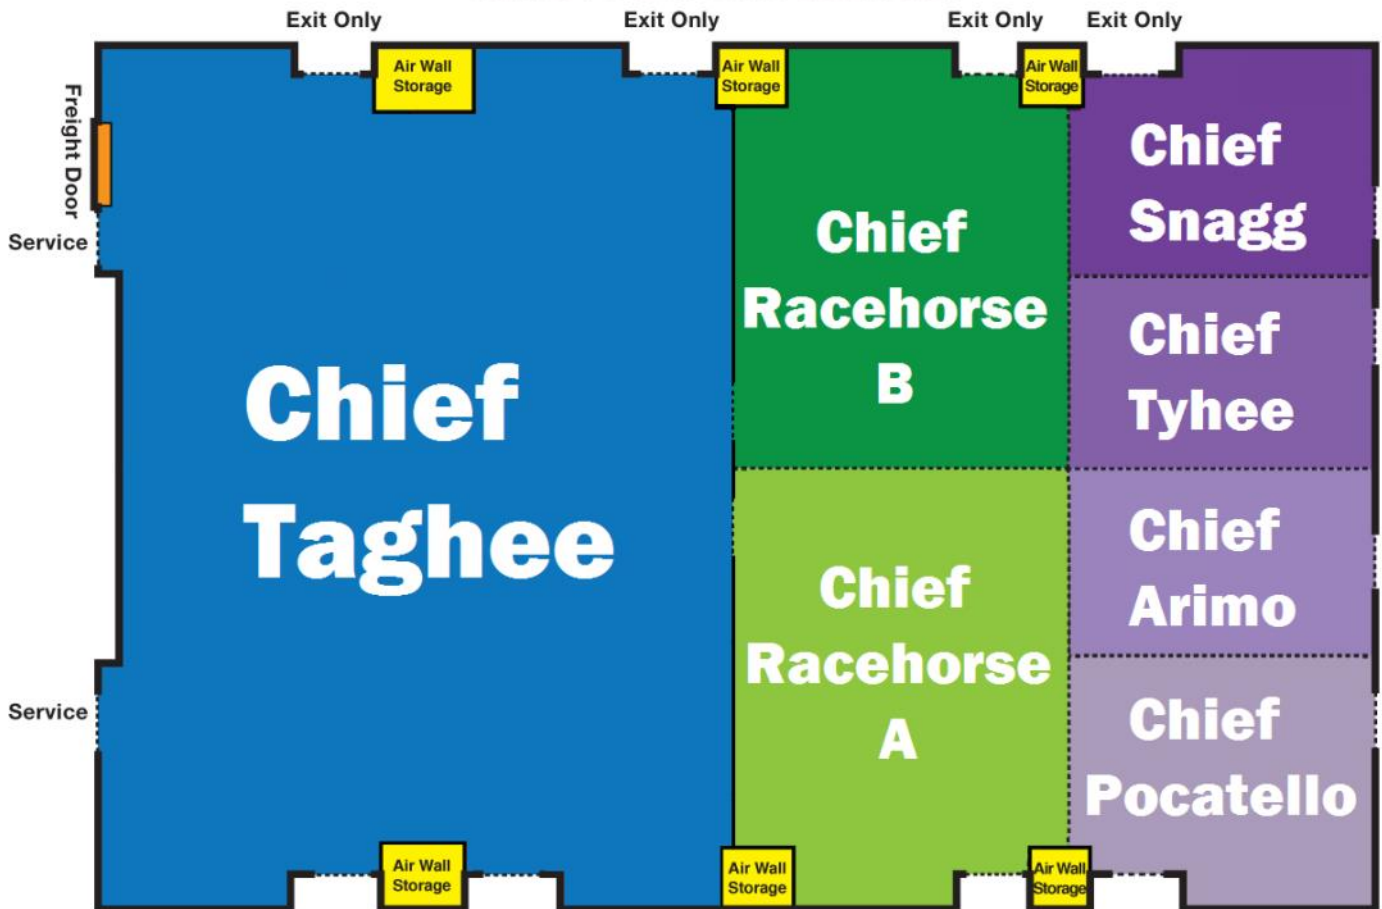 Exit Only
Exit Only
Exit Only
Exit Only
Air Wall
Storage
Air Wall
Storage
Air Wall
Storage
Freight Door
Service
Chief
Snagg
Chief
Racehorse
B
Chief
Tyhee
Chief
Taghee
Chief
Arimo
Chief
Racehorse
A
Service
Chief
Pocatello
Air Wall
Storage
Air Wall
Storage
Air Wall
Storage